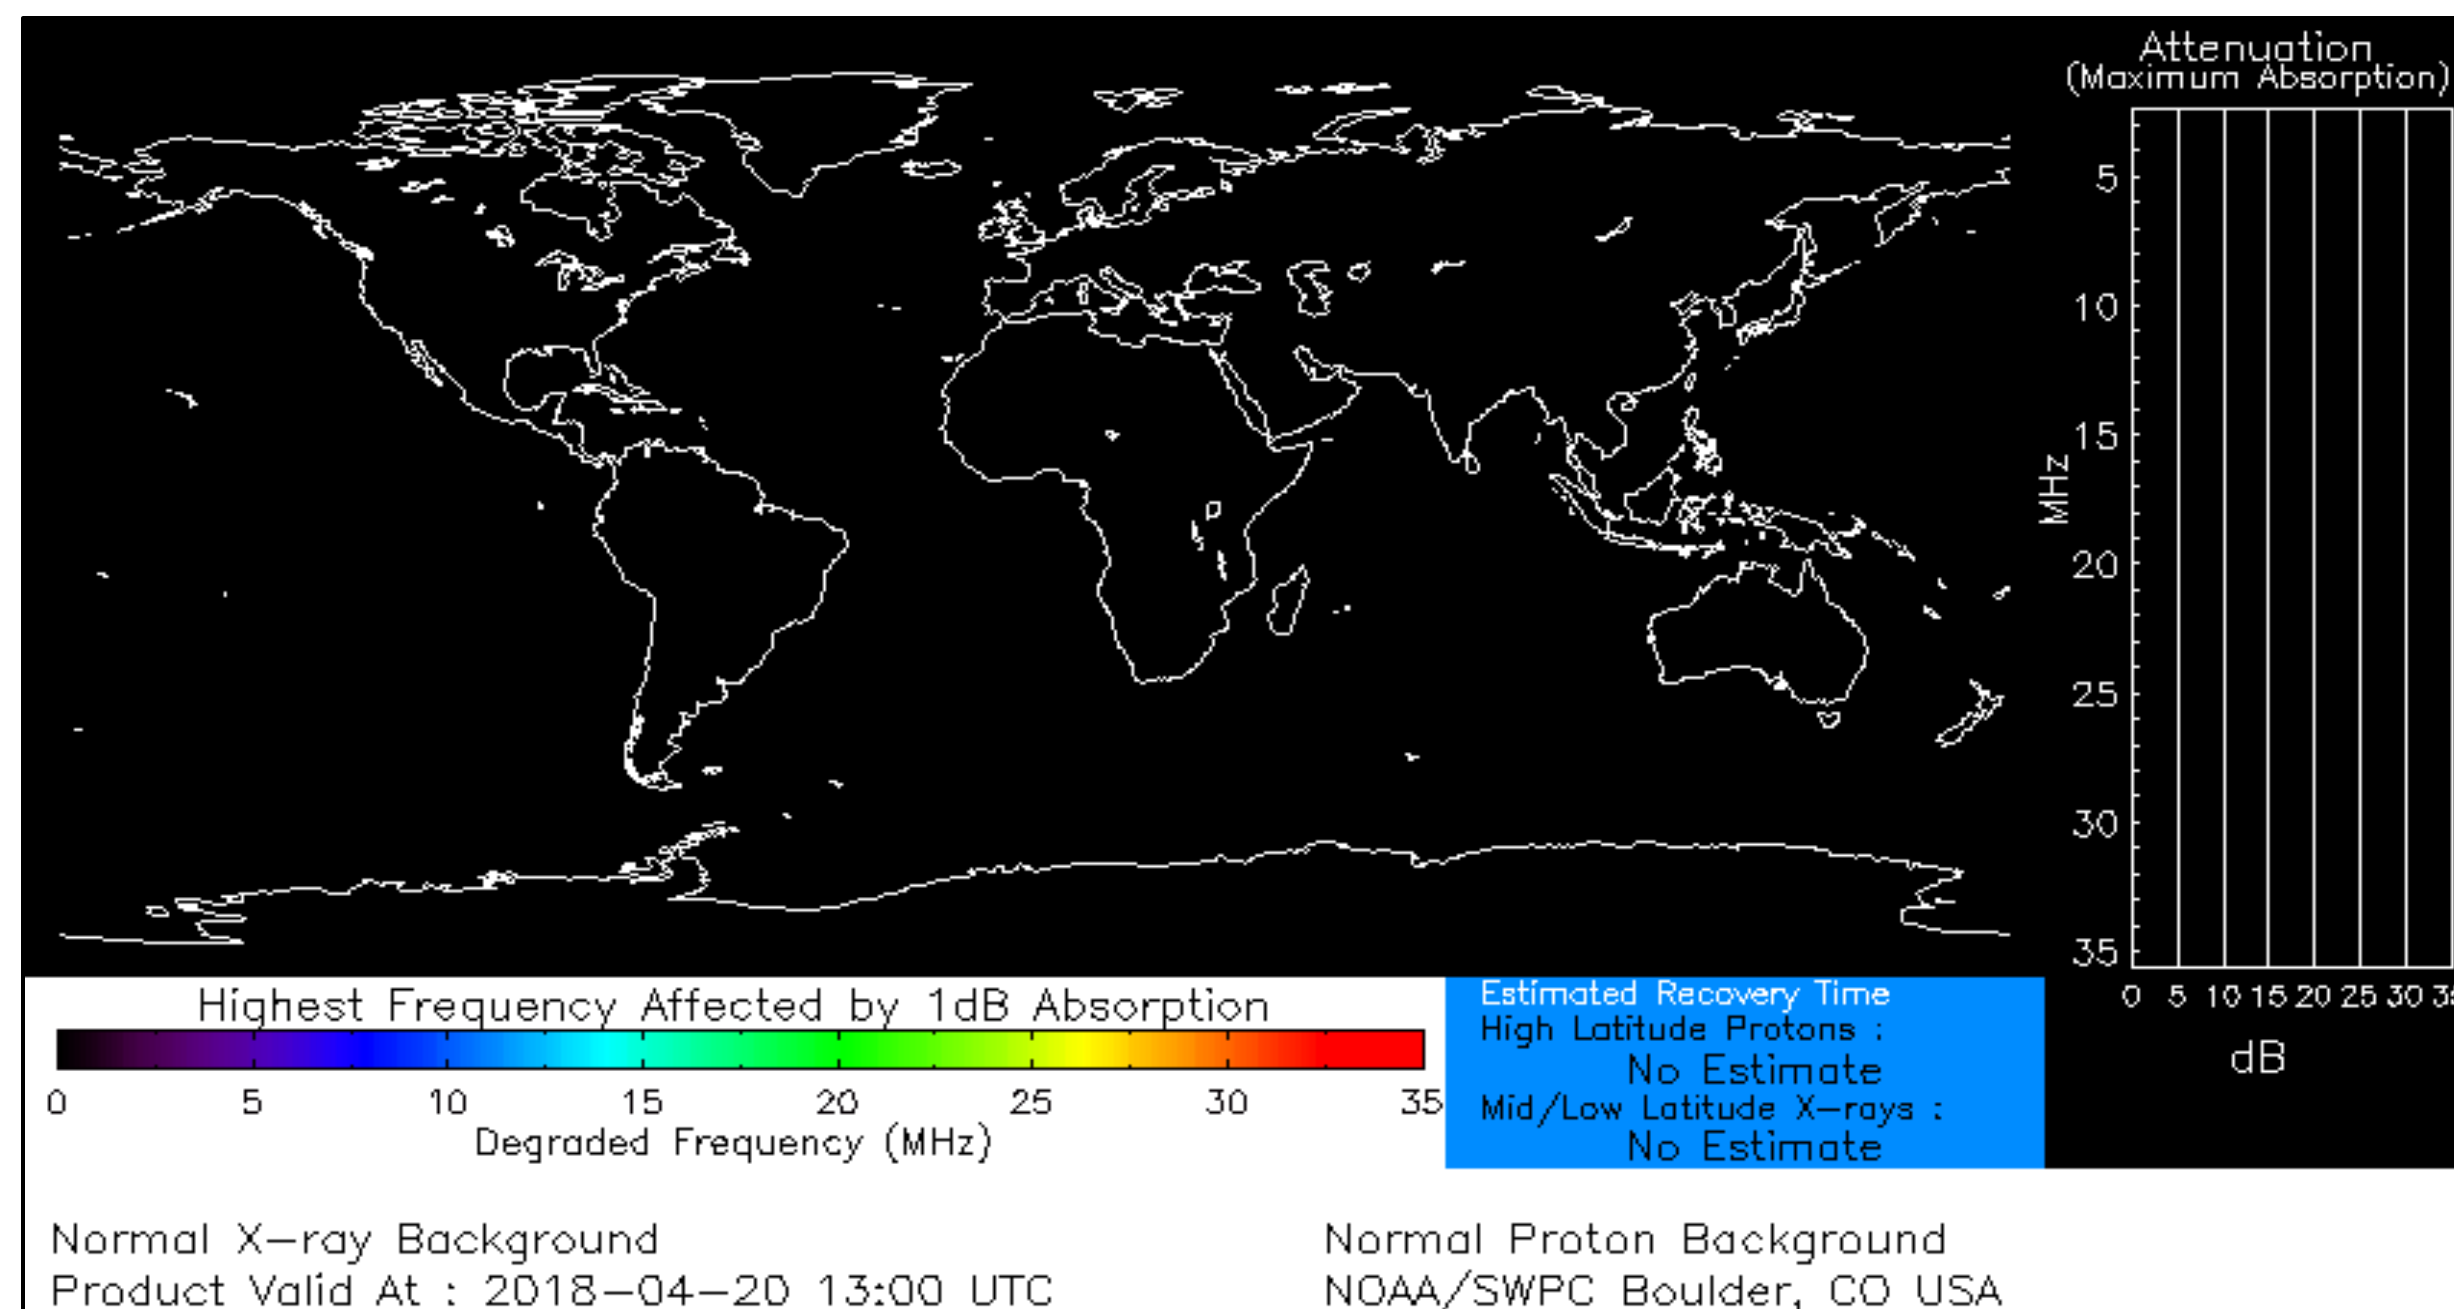 Attenuation
(Maximum Absorption)
5
10
15
20
25
30
35
MHz
0 5 10 15 20 25 30
dB
Highest Frequency Affected by 1dB Absorption
0 5 10 15 20 25 30 35
Degraded Frequency (MHz)
Estimated Recovery Time
High Latitude Protons :
No Estimate
Mid/Low Latitude X-rays :
No Estimate
Normal X-ray Background
Product Valid At : 2018-04-20 13:00 UTC
Normal Proton Background
NOAA/SWPC Boulder, CO USA